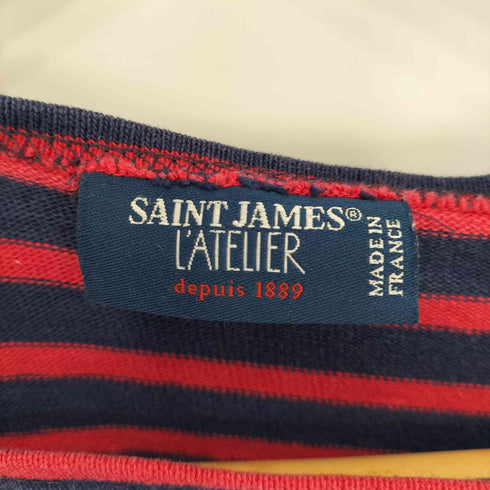 SAINT JAMES®
L'ATELIER
depuis 1889
MADE IN
FRANCE